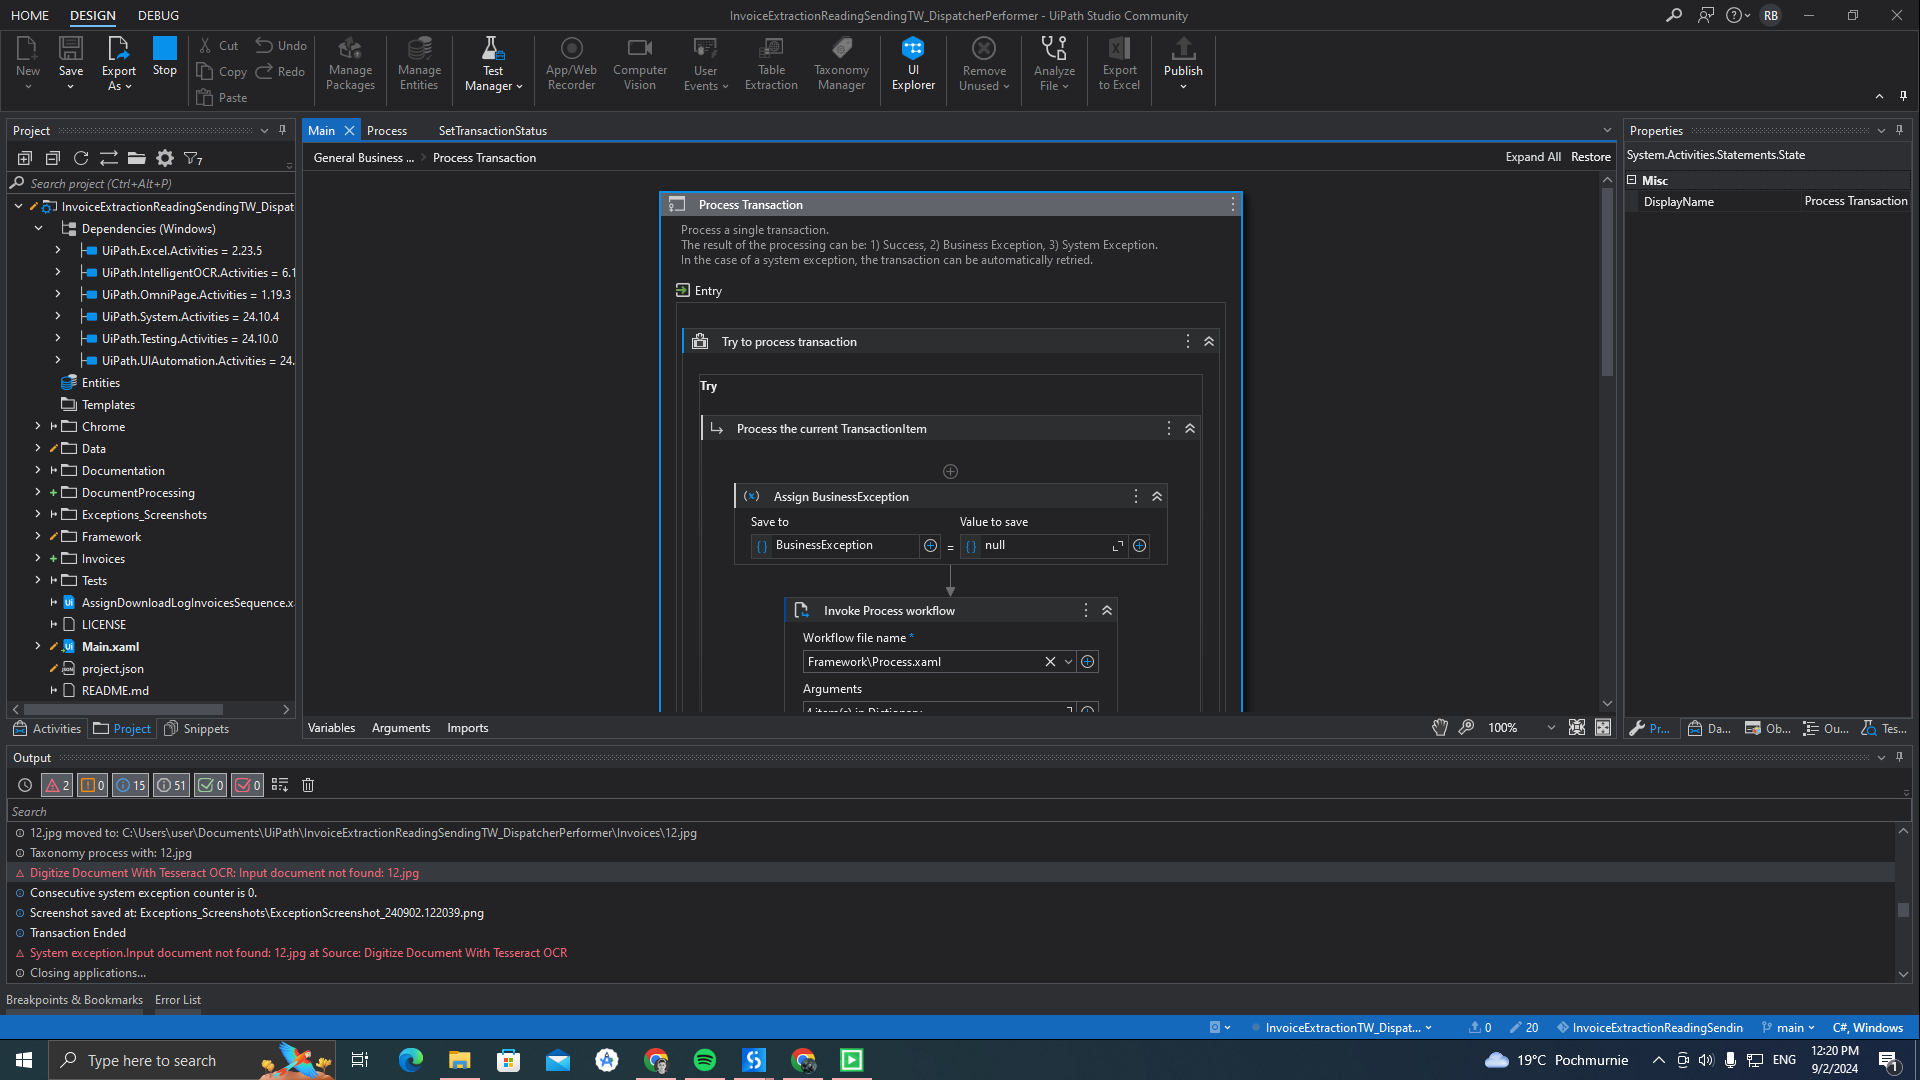 HOME DESIGN DEBUG
InvoiceExtractionReadingSendingTW_DispatcherPerformer - UiPath Studio Community
RB
New
Save
Export As
Stop
Cut
Copy
Paste
Undo
Redo
Manage Packages
Manage Entities
Test Manager
App/Web Recorder
Computer Vision
User Events
Table Extraction
Taxonomy Manager
UI Explorer
Remove Unused
Analyze File
Export to Excel
Publish
Project
7
Search project (Ctrl+Alt+P)
InvoiceExtractionReadingSendingTW_Dispat
Dependencies (Windows)
UiPath.Excel.Activities = 2.23.5
UiPath.IntelligentOCR.Activities = 6.1
UiPath.OmniPage.Activities = 1.19.3
UiPath.System.Activities = 24.10.4
UiPath.Testing.Activities = 24.10.0
UiPath.UIAutomation.Activities = 24.
Entities
Templates
Chrome
Data
Documentation
DocumentProcessing
Exceptions_Screenshots
Framework
Invoices
Tests
AssignDownloadLogInvoicesSequence.x
LICENSE
Main.xaml
project.json
README.md
Activities Project Snippets
Main Process SetTransactionStatus
General Business ... Process Transaction
Expand All Restore
Process Transaction
Process a single transaction.
The result of the processing can be: 1) Success, 2) Business Exception, 3) System Exception.
In the case of a system exception, the transaction can be automatically retried.
Entry
Try to process transaction
Try
Process the current TransactionItem
Assign BusinessException
Save to Value to save
BusinessException = null
Invoke Process workflow
Workflow file name *
Framework\Process.xaml
Arguments
4 item(s) in Dictionary
Variables Arguments Imports
100%
Properties
System.Activities.Statements.State
Misc
DisplayName Process Transaction
Pr... Da... Ob... Ou... Tes...
Output
2 0 15 51 0 0
Search
12.jpg moved to: C:\Users\user\Documents\UiPath\InvoiceExtractionReadingSendingTW_DispatcherPerformer\Invoices\12.jpg
Taxonomy process with: 12.jpg
Digitize Document With Tesseract OCR: Input document not found: 12.jpg
Consecutive system exception counter is 0.
Screenshot saved at: Exceptions_Screenshots\ExceptionScreenshot_240902.122039.png
Transaction Ended
System exception.Input document not found: 12.jpg at Source: Digitize Document With Tesseract OCR
Closing applications...
Breakpoints & Bookmarks Error List
InvoiceExtractionTW_Dispat... 0 20 InvoiceExtractionReadingSendin main C#, Windows
Type here to search
19°C Pochmurnie
ENG
12:20 PM
9/2/2024
1